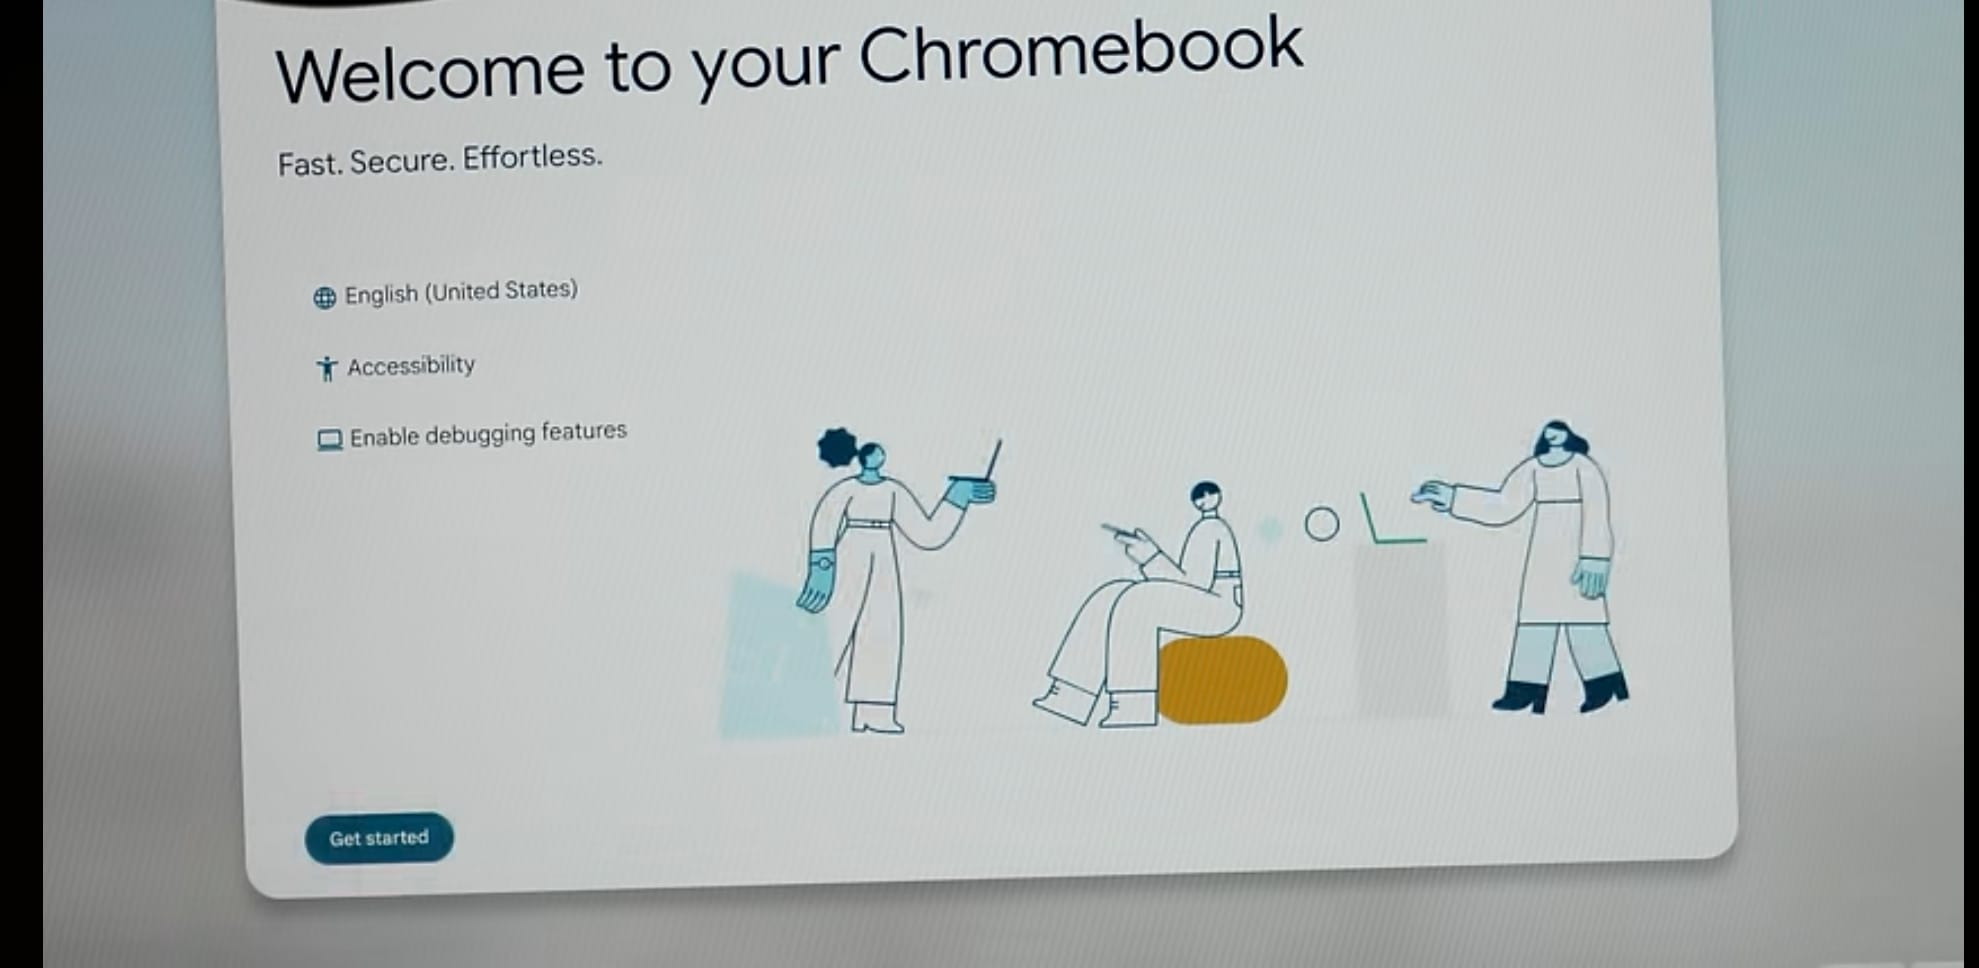 Welcome to your Chromebook
Fast. Secure. Effortless.
English (United States)
Accessibility
Enable debugging features
Get started